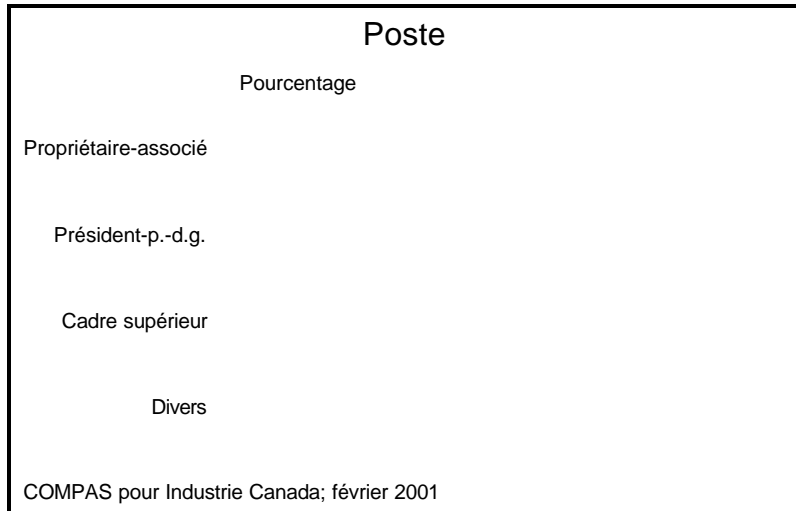 Poste
Pourcentage
Propriétaire-associé
Président-p.-d.g.
Cadre supérieur
Divers
COMPAS pour Industrie Canada; février 2001